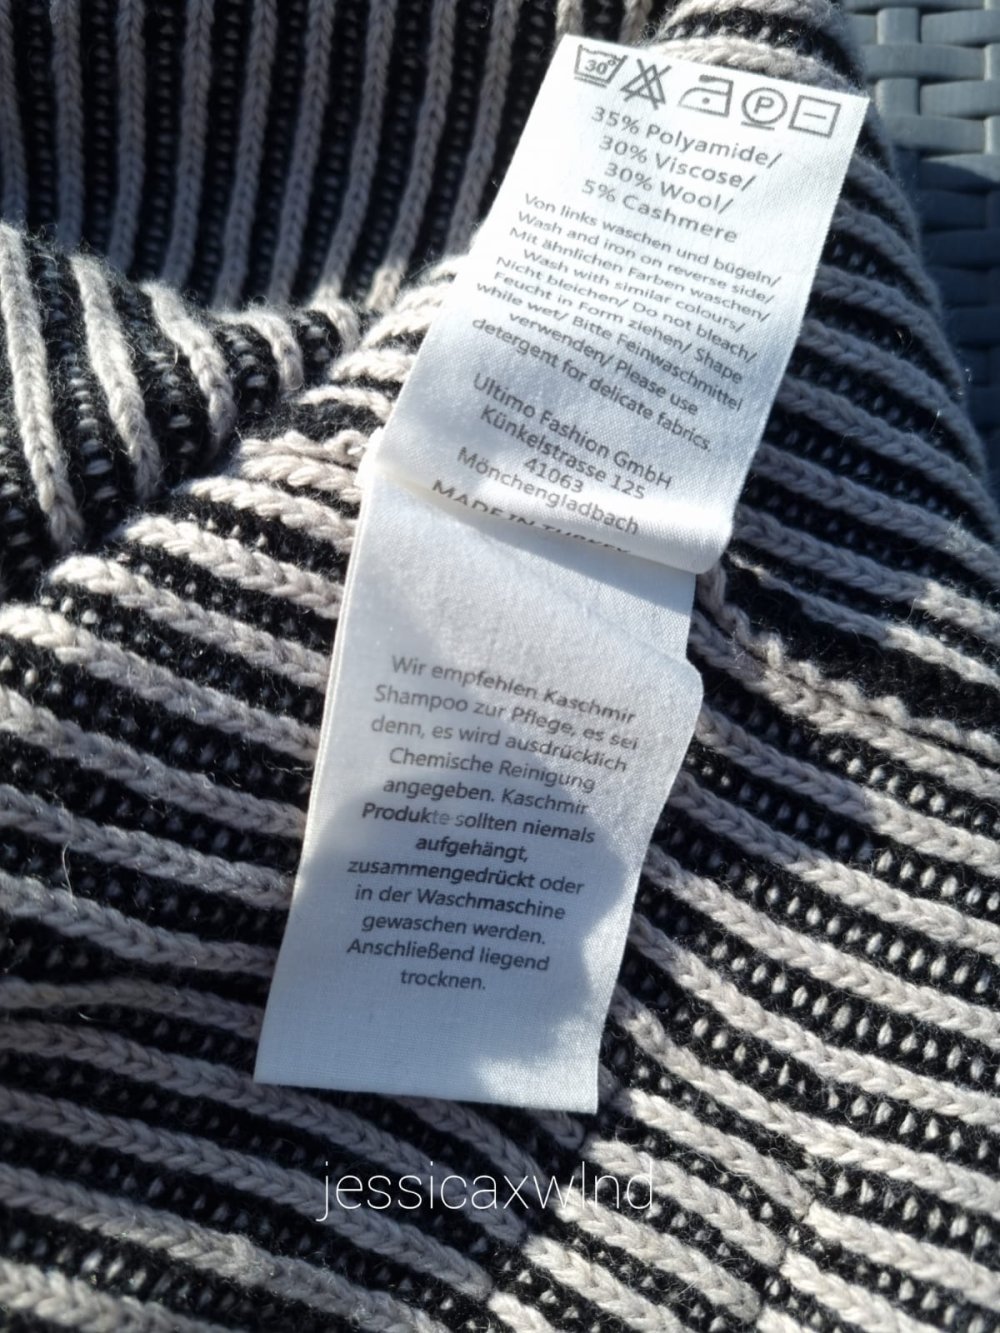 30°
P
35% Polyamide/
30% Viscose/
30% Wool/
5% Cashmere
Von links waschen und bügeln/
Wash and iron on reverse side/
Mit ähnlichen Farben waschen/
Wash with similar colours/
Nicht bleichen/ Do not bleach/
Feucht in Form ziehen/ Shape
while wet/ Bitte Feinwaschmittel
verwenden/ Please use
detergent for delicate fabrics.
Ultimo Fashion GmbH
Künkelstrasse 125
41063
Mönchengladbach
MADE IN TURKEY
Wir empfehlen Kaschmir
Shampoo zur Pflege, es sei
denn, es wird ausdrücklich
Chemische Reinigung
angegeben. Kaschmir
Produkte sollten niemals
aufgehängt,
zusammengedrückt oder
in der Waschmaschine
gewaschen werden.
Anschließend liegend
trocknen.
jessicaxwlnd